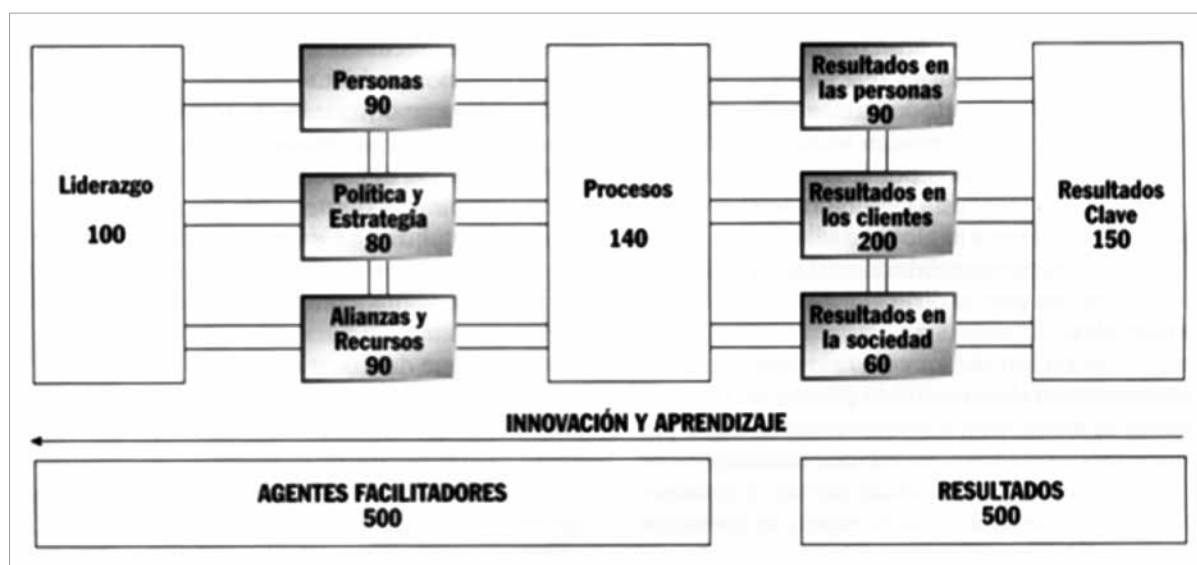 Liderazgo
100
Personas
90
Política y
Estrategia
80
Alianzas y
Recursos
90
Procesos
140
Resultados en
las personas
90
Resultados en
los clientes
200
Resultados en
la sociedad
60
Resultados
Clave
150
INNOVACIÓN Y APRENDIZAJE
AGENTES FACILITADORES
500
RESULTADOS
500